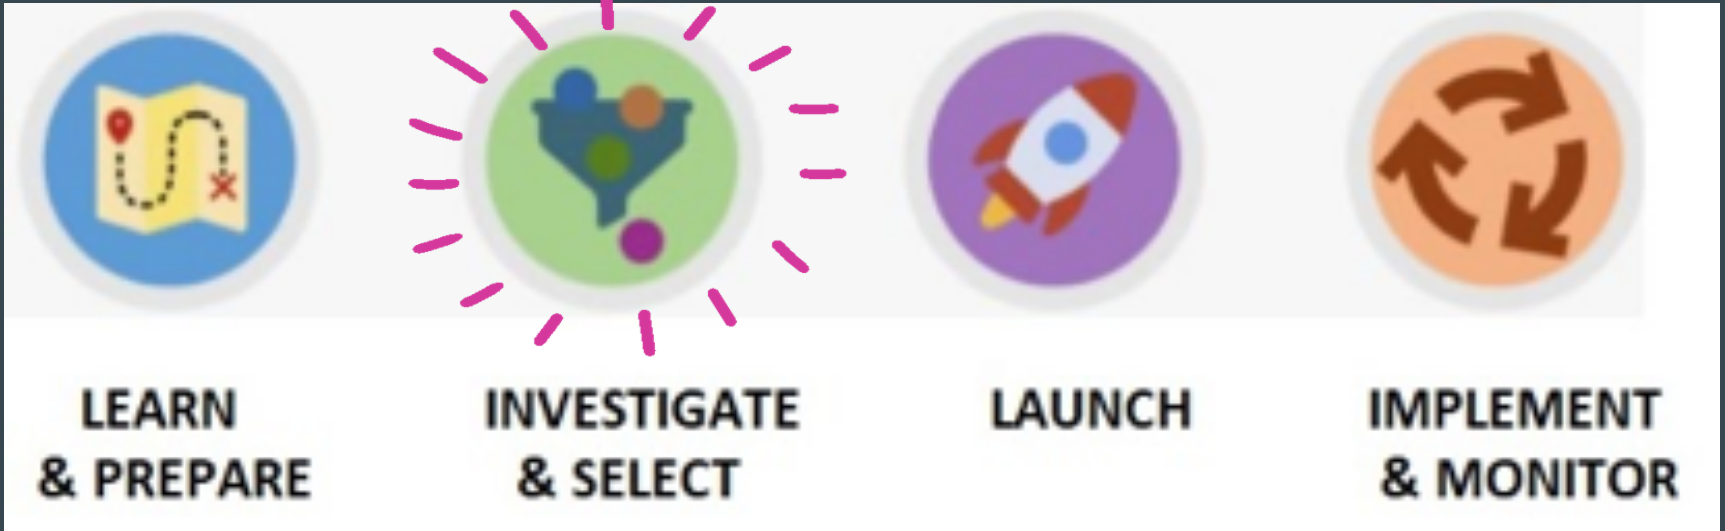 LEARN
& PREPARE
INVESTIGATE
& SELECT
LAUNCH
IMPLEMENT
& MONITOR